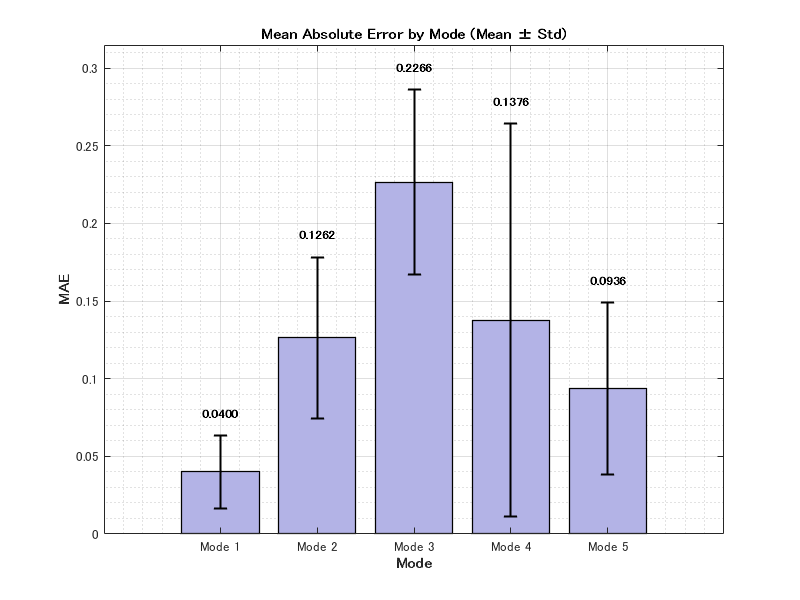 Mean Absolute Error by Mode (Mean ± Std)
0.3
0.25
0.2
0.15
0.1
0.05
0
MAE
0.0400
0.1262
0.2266
0.1376
0.0936
Mode 1
Mode 2
Mode 3
Mode 4
Mode 5
Mode